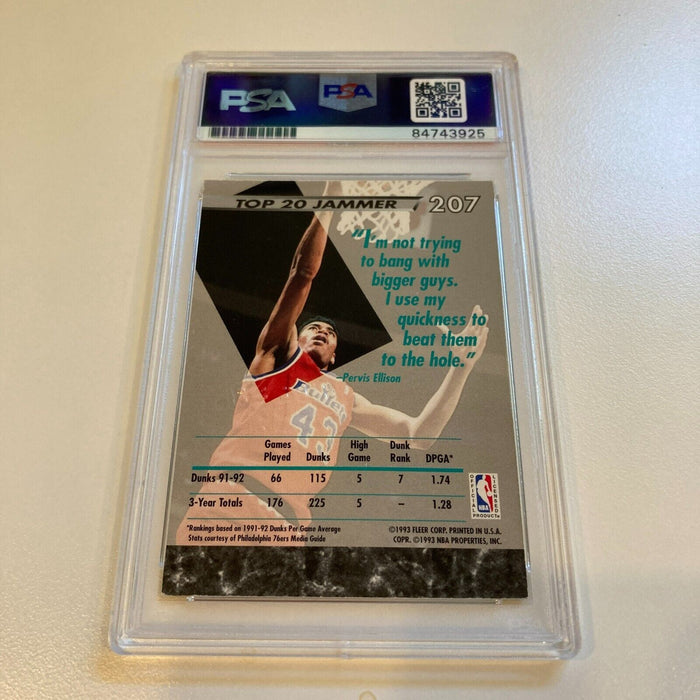 PSA
PSA
84743925
TOP 20 JAMMER 207
"I'm not trying
to bang with
bigger guys.
I use my
quickness to
beat them
to the hole."
–Pervis Ellison
Bullets
43
Games Played Dunks High Game Dunk Rank DPGA*
Dunks 91-92 66 115 5 7 1.74
3-Year Totals 176 225 5 – 1.28
*Rankings based on 1991-92 Dunks Per Game Average
Stats courtesy of Philadelphia 76ers Media Guide
OFFICIAL LICENSED
NBA
PRODUCT
©1993 FLEER CORP. PRINTED IN U.S.A.
COPR. ©1993 NBA PROPERTIES, INC.